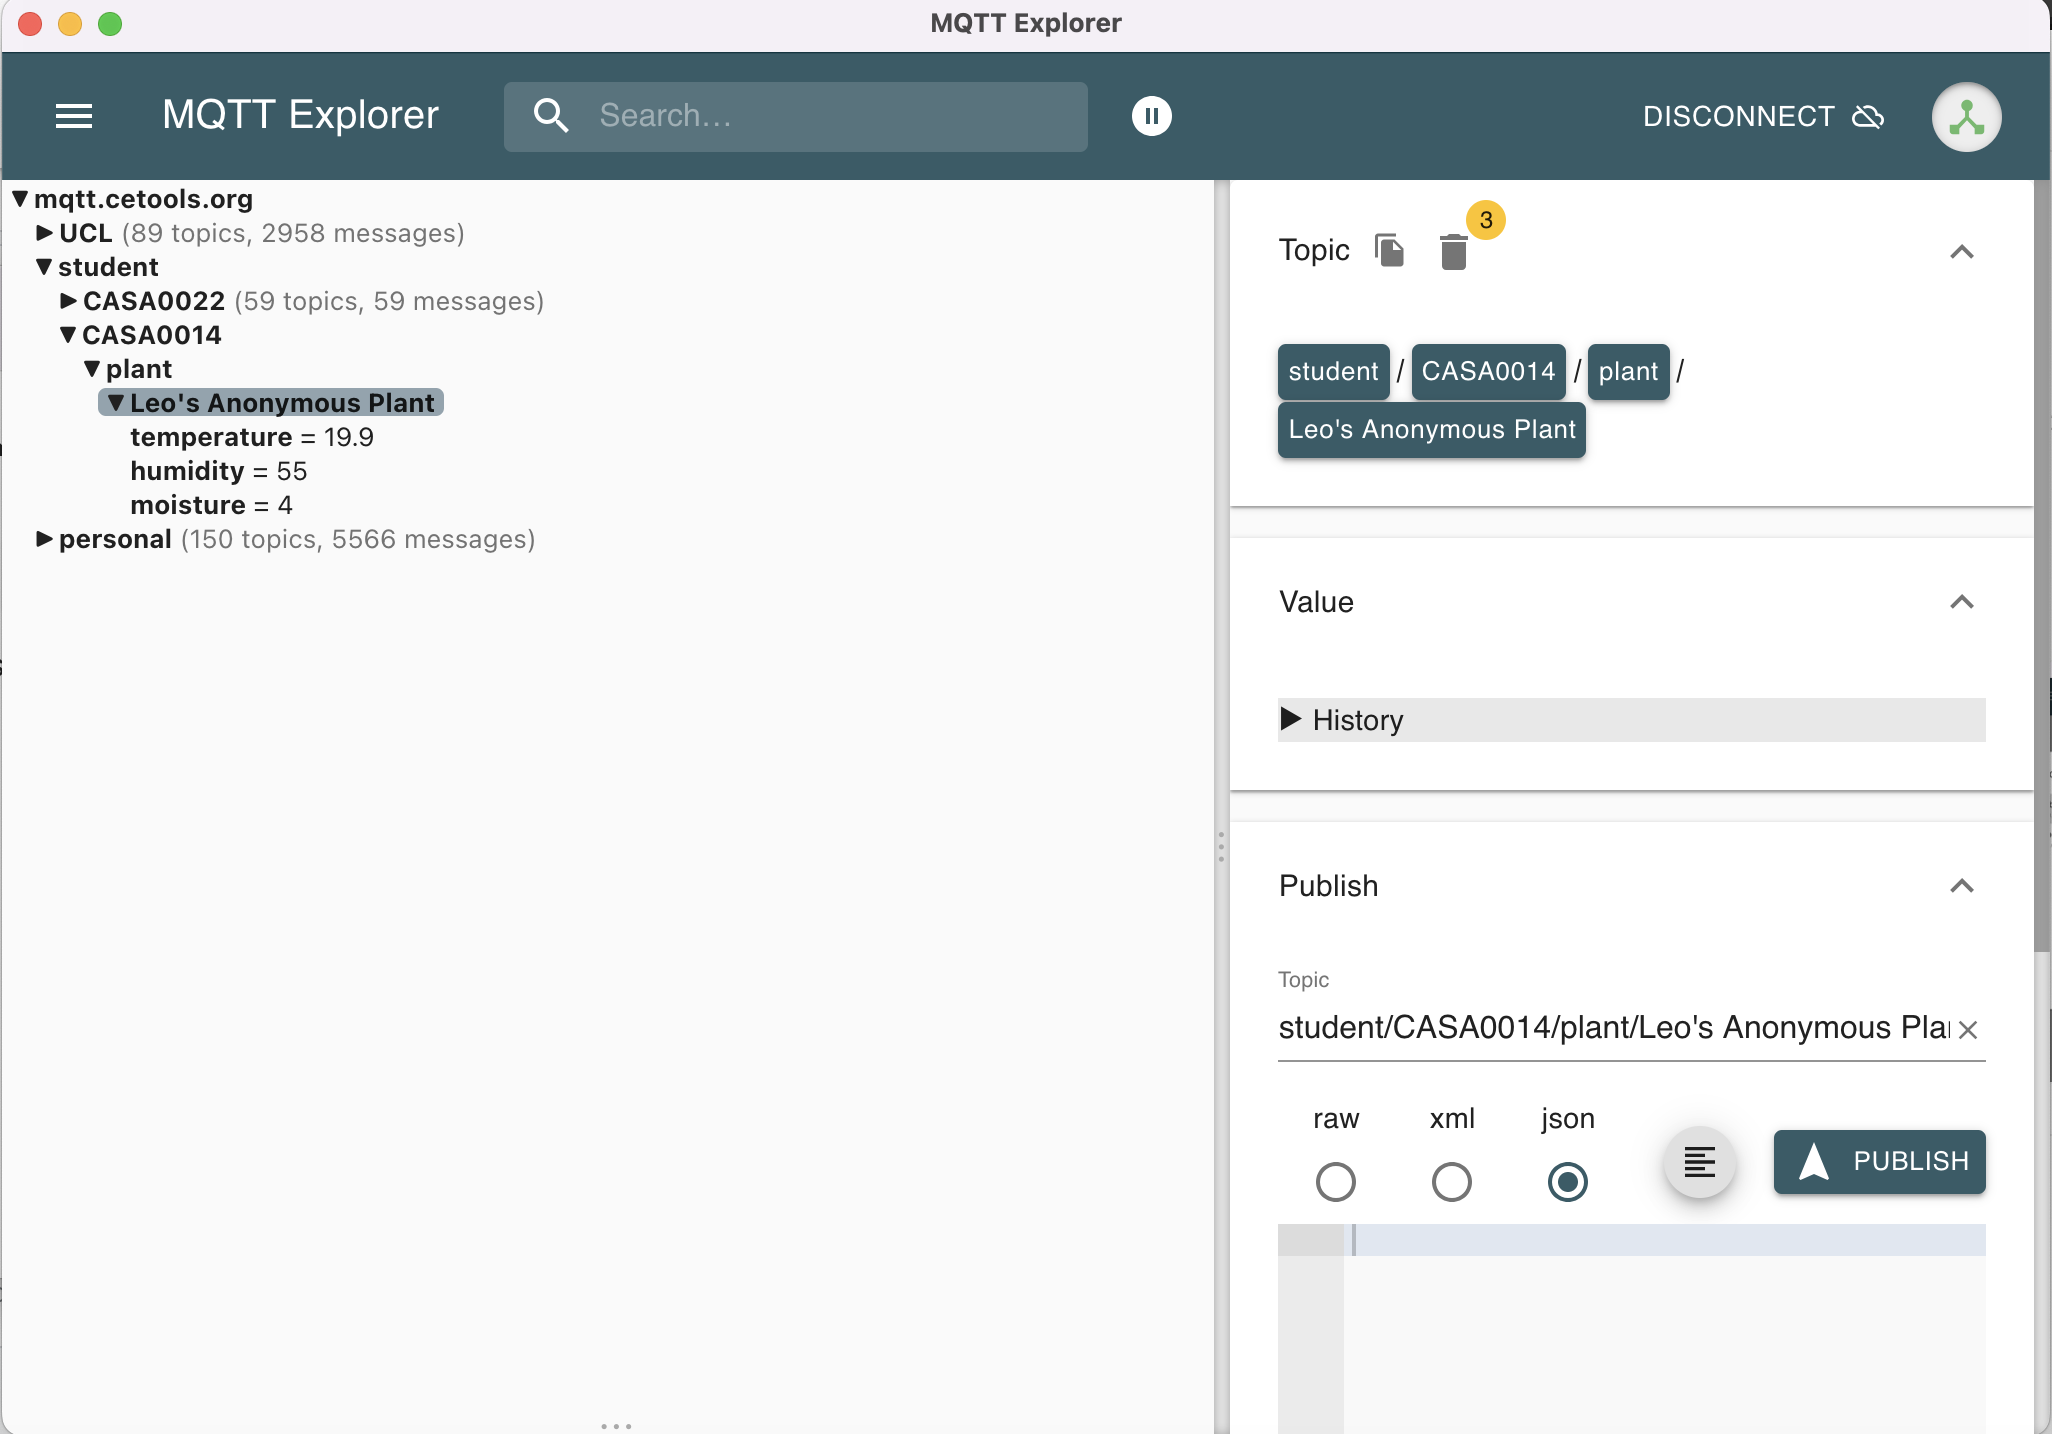 MQTT Explorer
MQTT Explorer
Search...
DISCONNECT
mqtt.cetools.org
UCL (89 topics, 2958 messages)
student
CASA0022 (59 topics, 59 messages)
CASA0014
plant
Leo's Anonymous Plant
temperature = 19.9
humidity = 55
moisture = 4
personal (150 topics, 5566 messages)
Topic 3
student / CASA0014 / plant /
Leo's Anonymous Plant
Value
History
Publish
Topic
student/CASA0014/plant/Leo's Anonymous Pla
raw xml json
PUBLISH